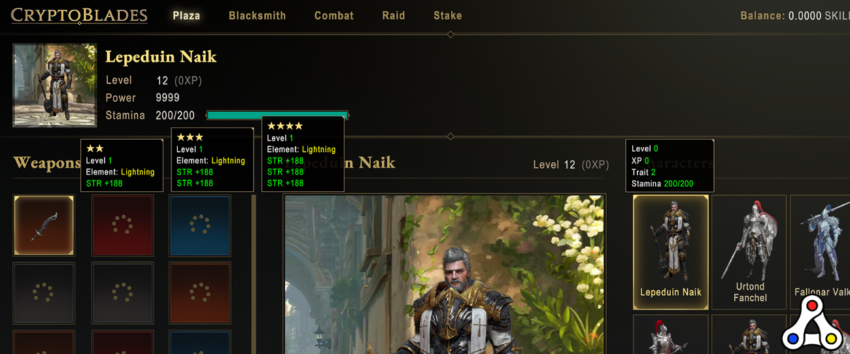 CRYPTOBLADES
Plaza
Blacksmith
Combat
Raid
Stake
Balance: 0.0000 SKILL
Lepeduin Naik
Level 12 (0XP)
Power 9999
Stamina 200/200
Weapons
Level 1
Element: Lightning
STR +188
Level 1
Element: Lightning
STR +188
STR +188
Level 1
Element: Lightning
STR +188
STR +188
STR +188
Naik
Level 12 (0XP)
Level 0
XP 0
Trait 2
Stamina 200/200
Lepeduin Naik
Urtond
Fanchel
Fallonar Valk